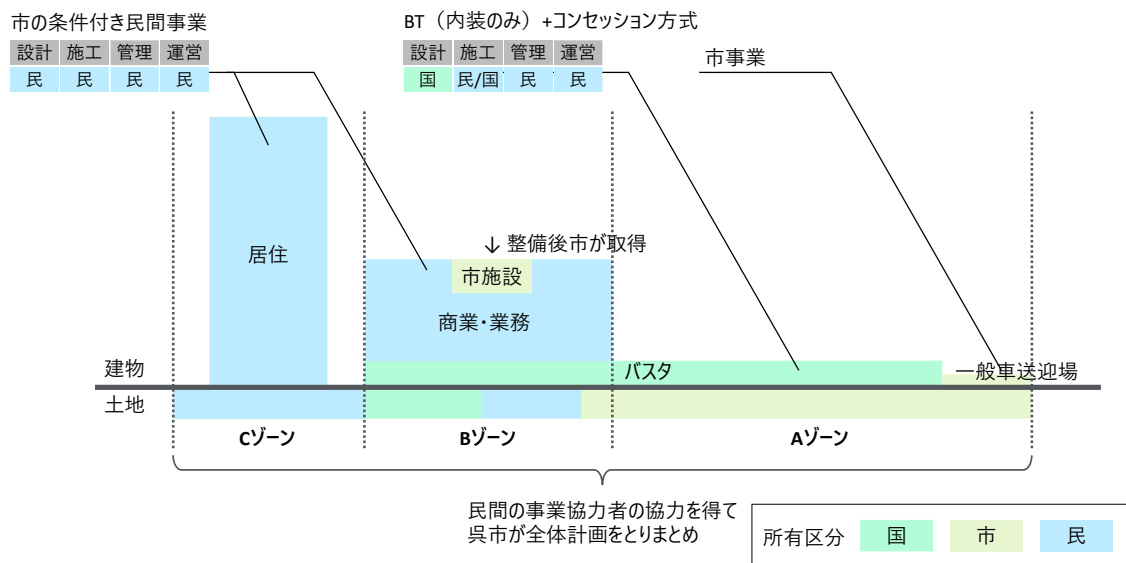 市の条件付き民間事業
設計 施工 管理 運営
民 民 民 民
BT（内装のみ）+コンセッション方式
設計 施工 管理 運営
国 民/国 民 民
市事業
居住
↓ 整備後市が取得
市施設
商業・業務
建物
バスタ
一般車送迎場
土地
Cゾーン
Bゾーン
Aゾーン
民間の事業協力者の協力を得て
呉市が全体計画をとりまとめ
所有区分 国 市 民